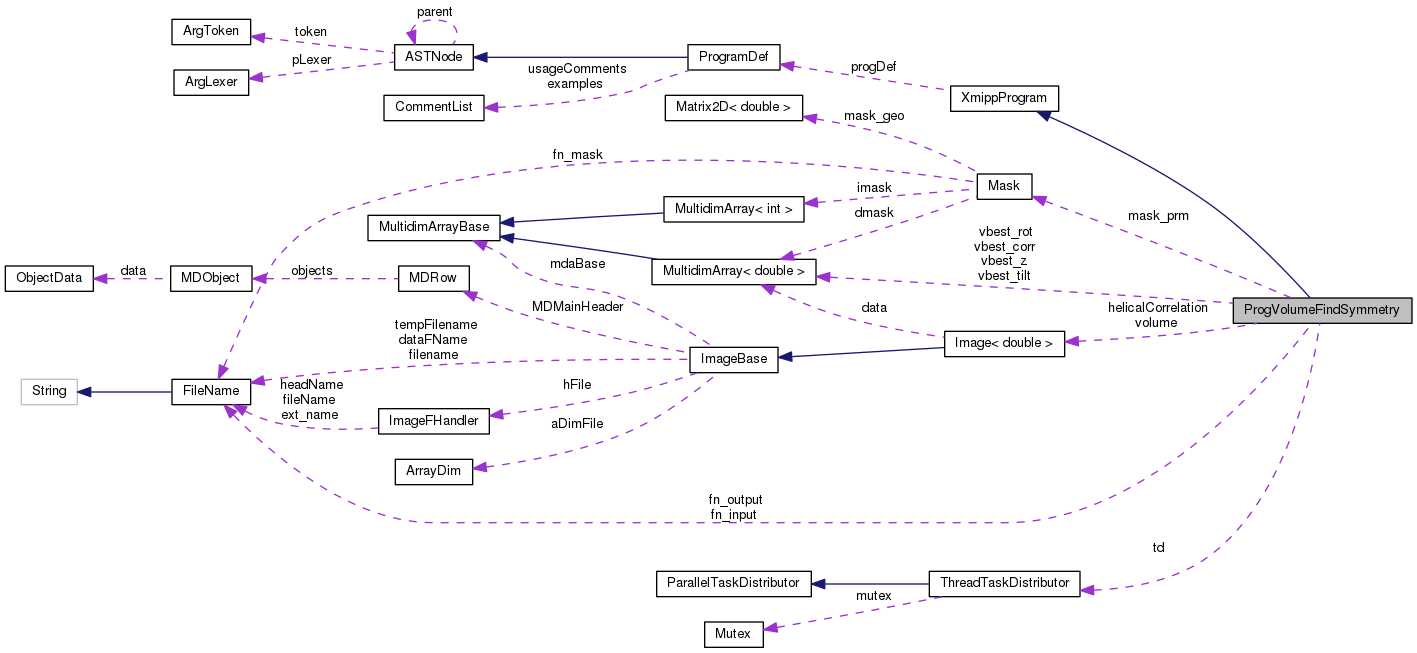 parent
ArgToken
token
ASTNode
ProgramDef
pLexer
usageComments
examples
progDef
ArgLexer
XmippProgram
CommentList
Matrix2D< double >
mask_geo
fn_mask
Mask
imask
MultidimArray< int >
dmask
mask_prm
MultidimArrayBase
vbest_rot
vbest_corr
vbest_z
vbest_tilt
mdaBase
ObjectData
data
MDObject
objects
MDRow
MultidimArray< double >
MDMainHeader
data
helicalCorrelation
volume
ProgVolumeFindSymmetry
tempFilename
dataFName
filename
Image< double >
ImageBase
String
FileName
headName
fileName
ext_name
hFile
ImageFHandler
aDimFile
ArrayDim
fn_output
fn_input
td
ParallelTaskDistributor
ThreadTaskDistributor
mutex
Mutex